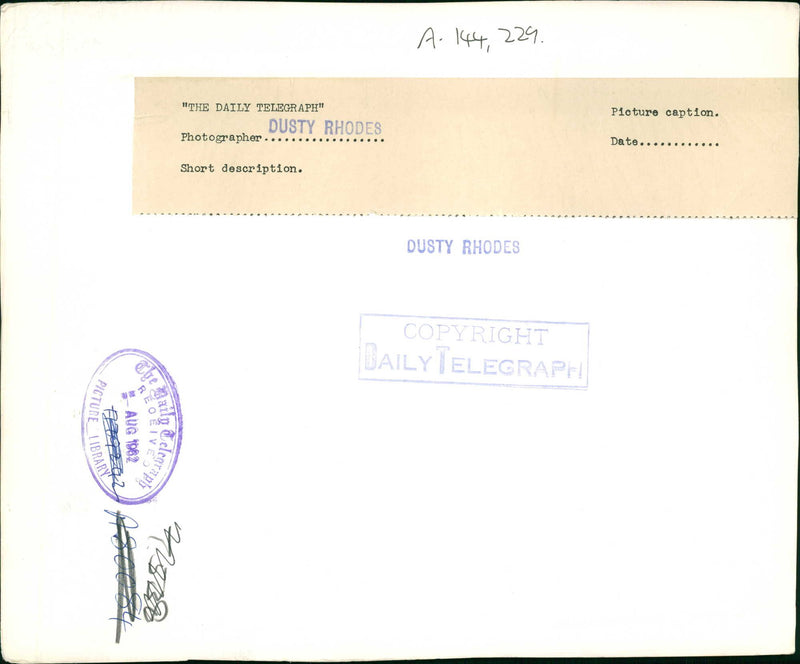 A. 144, 229.
"THE DAILY TELEGRAPH"
Picture caption.
Photographer................... DUSTY RHODES
Date............
Short description.
DUSTY RHODES
COPYRIGHT
DAILY TELEGRAPH
The Daily Telegraph
RECEIVED
AUG 1982
PICTURE LIBRARY